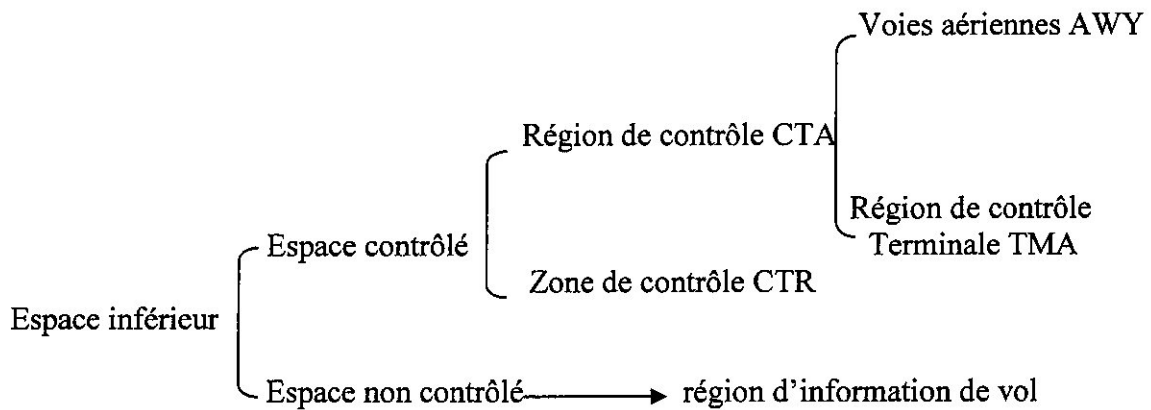 Voies aériennes AWY
Région de contrôle CTA
Région de contrôle
Terminale TMA
Espace contrôlé
Zone de contrôle CTR
Espace inférieur
Espace non contrôlé
région d'information de vol